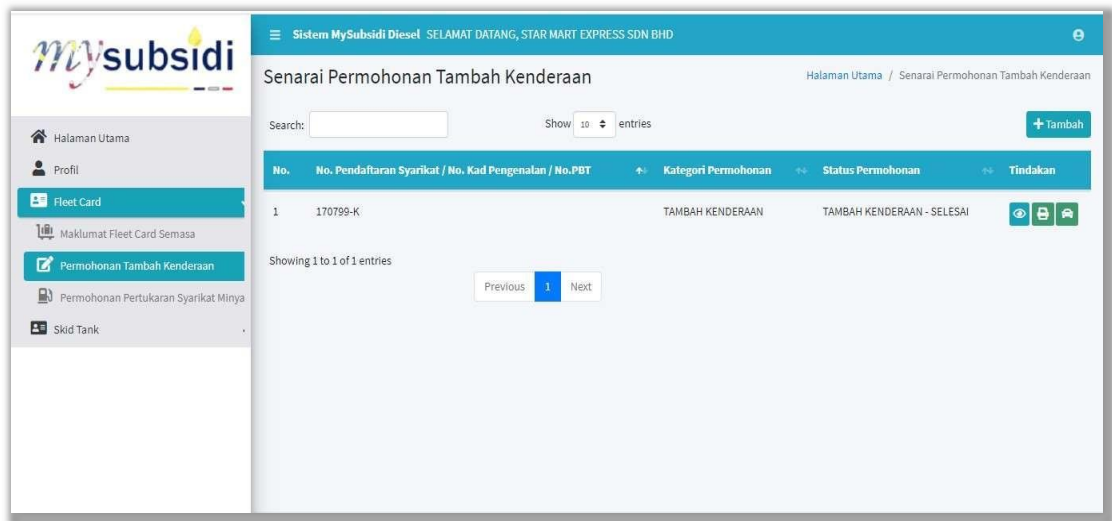 mysubsidi
Sistem MySubsidi Diesel SELAMAT DATANG, STAR MART EXPRESS SDN BHD
Senarai Permohonan Tambah Kenderaan
Halaman Utama / Senarai Permohonan Tambah Kenderaan
Halaman Utama
Profil
Fleet Card
Maklumat Fleet Card Semasa
Permohonan Tambah Kenderaan
Permohonan Pertukaran Syarikat Minya
Skid Tank
Search:
Show 10 entries
Tambah
No. No. Pendaftaran Syarikat / No. Kad Pengenalan / No.PBT Kategori Permohonan Status Permohonan Tindakan
1 170799-K TAMBAH KENDERAAN TAMBAH KENDERAAN - SELESAI
Showing 1 to 1 of 1 entries
Previous 1 Next